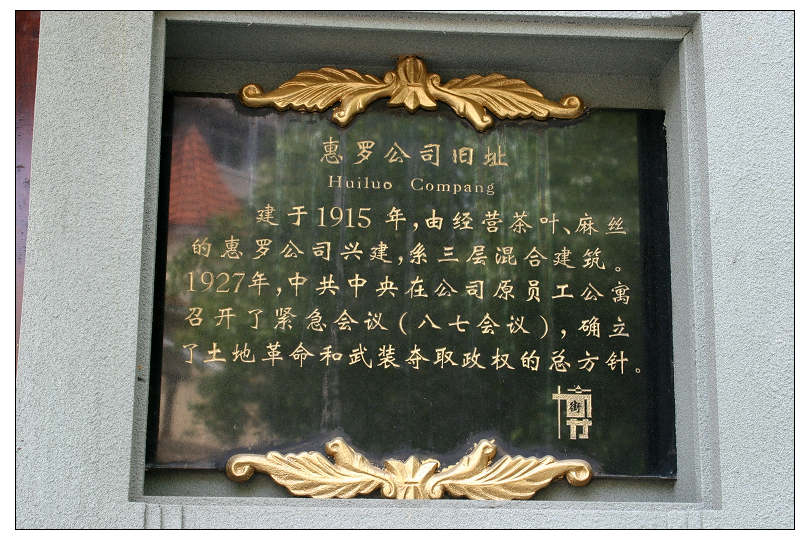 惠罗公司旧址
Huiluo Compang
建于1915年,由经营茶叶、麻丝
的惠罗公司兴建,系三层混合建筑。
1927年,中共中央在公司原员工公寓
召开了紧急会议(八七会议),确立
了土地革命和武装夺取政权的总方针。
街